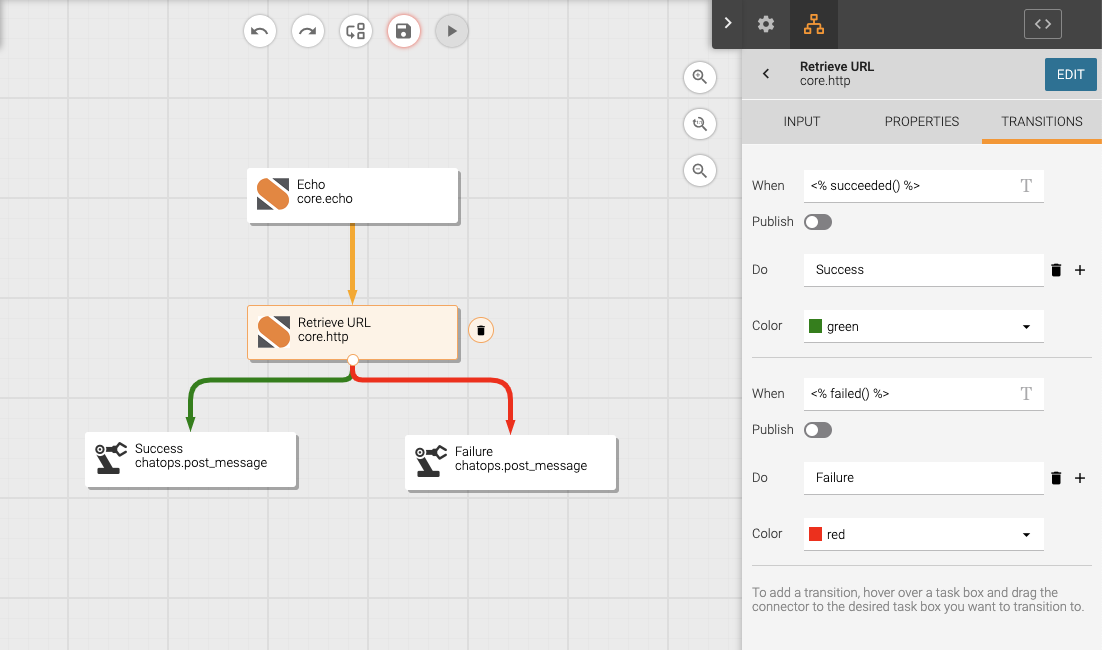 Echo
core.echo
Retrieve URL
core.http
Success
chatops.post_message
Failure
chatops.post_message
Retrieve URL
core.http
EDIT
INPUT PROPERTIES TRANSITIONS
When <% succeeded() %> T
Publish
Do Success
Color green
When <% failed() %> T
Publish
Do Failure
Color red
To add a transition, hover over a task box and drag the
connector to the desired task box you want to transition to.